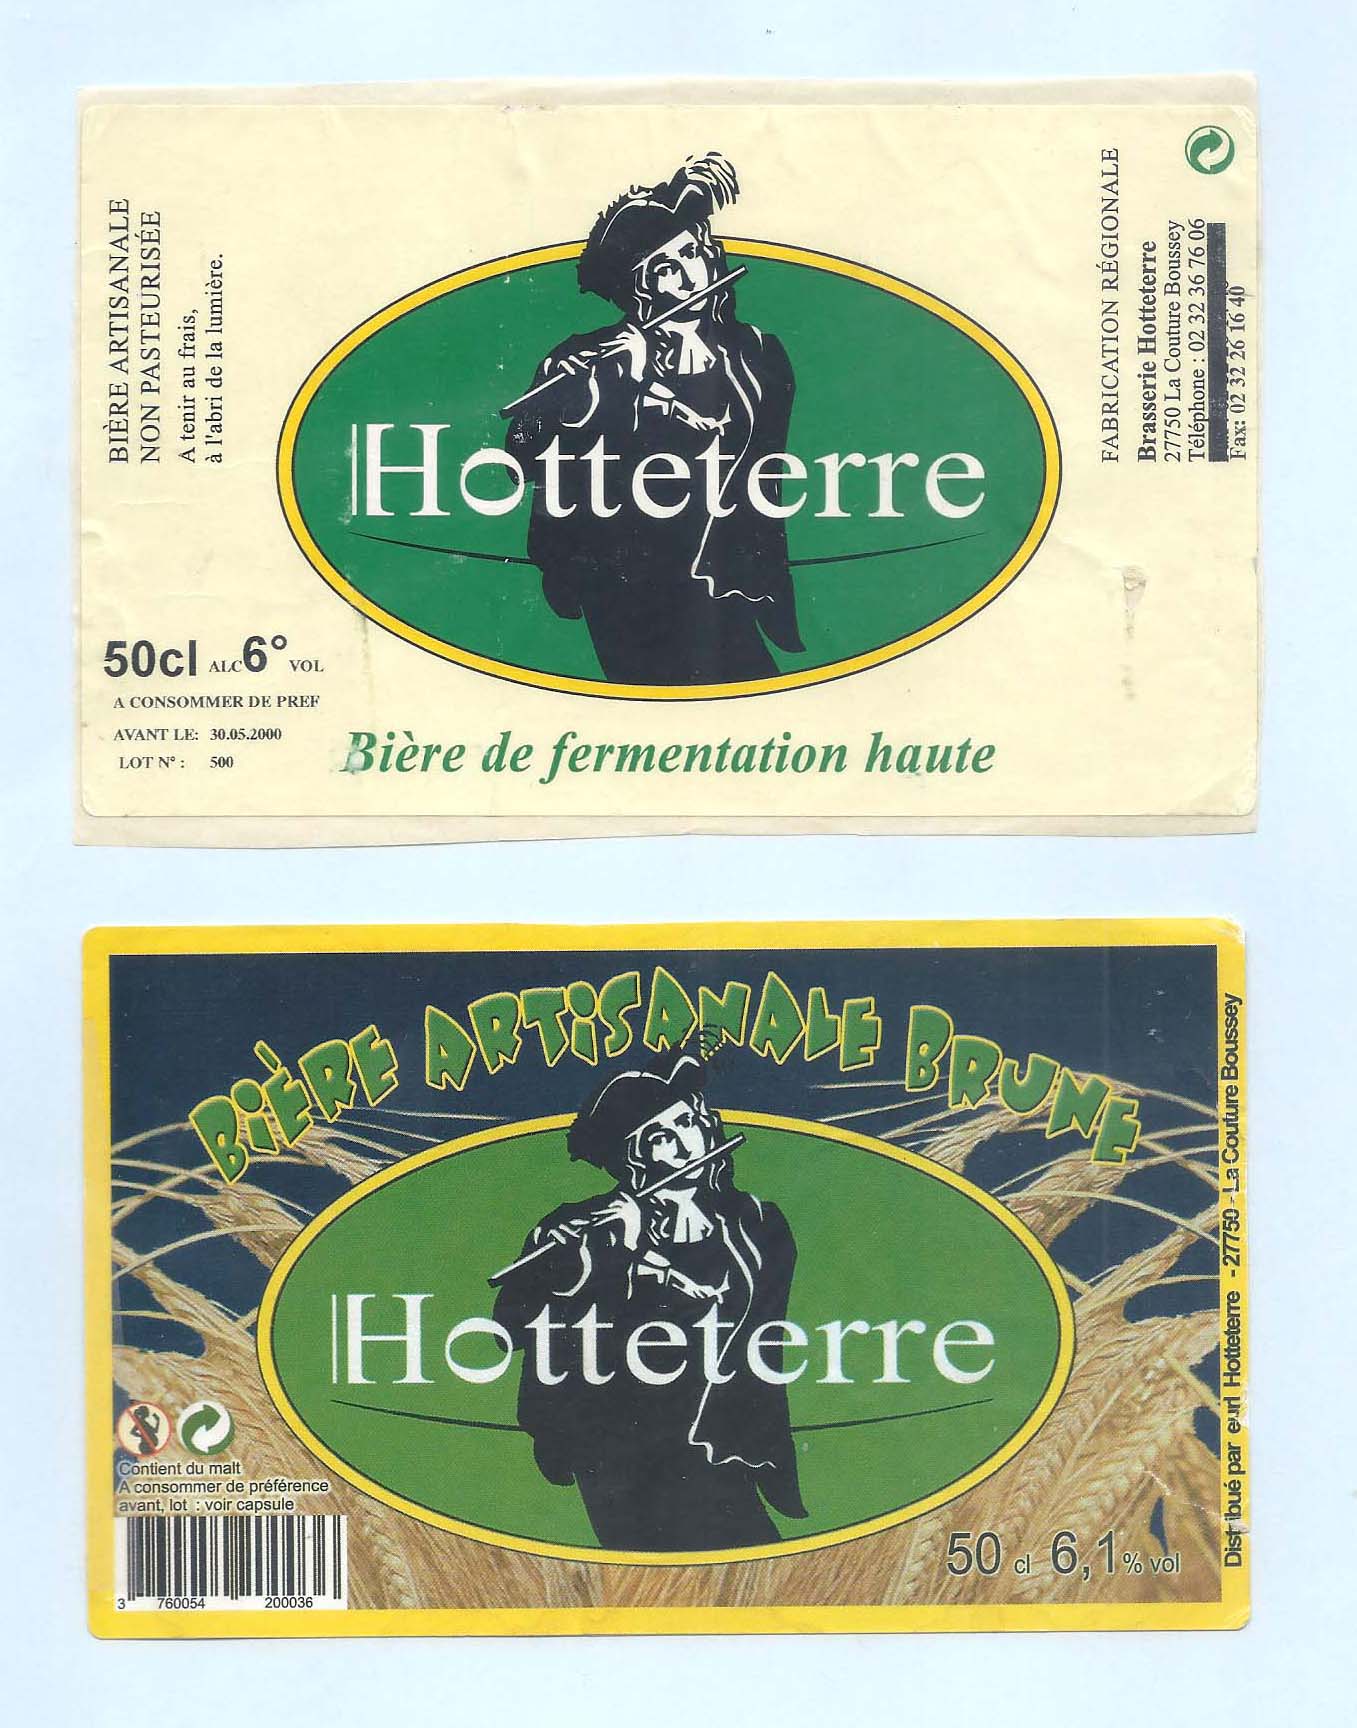 BIÈRE ARTISANALE
NON PASTEURISÉE
A tenir au frais,
à l'abri de la lumière.
Hotteterre
50cl ALC 6° VOL
A CONSOMMER DE PREF
AVANT LE: 30.05.2000
LOT N° : 500
Bière de fermentation haute
FABRICATION RÉGIONALE
Brasserie Hotteterre
27750 La Couture Boussey
Téléphone : 02 32 36 76 06
Fax: 02 32 26 16 40
BIÈRE ARTISANALE BRUNE
Hotteterre
Contient du malt
A consommer de préférence
avant, lot : voir capsule
3 760054 200036
50 cl 6,1% vol
Distribué par eurl Hotteterre - 27750 - La Couture Boussey